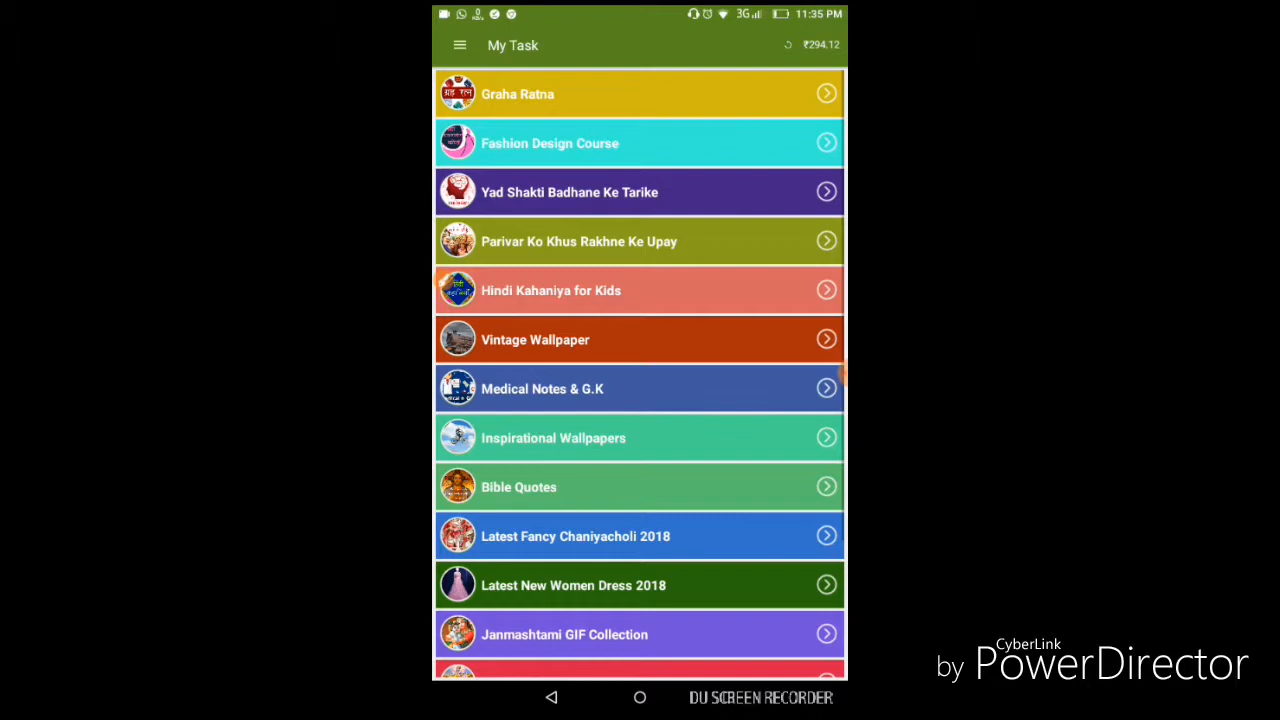 3G 11:35 PM
My Task
₹294.12
Graha Ratna
Fashion Design Course
Yad Shakti Badhane Ke Tarike
Parivar Ko Khus Rakhne Ke Upay
Hindi Kahaniya for Kids
Vintage Wallpaper
Medical Notes & G.K
Inspirational Wallpapers
Bible Quotes
Latest Fancy Chaniyacholi 2018
Latest New Women Dress 2018
Janmashtami GIF Collection
CyberLink
by PowerDirector
DU SCREEN RECORDER